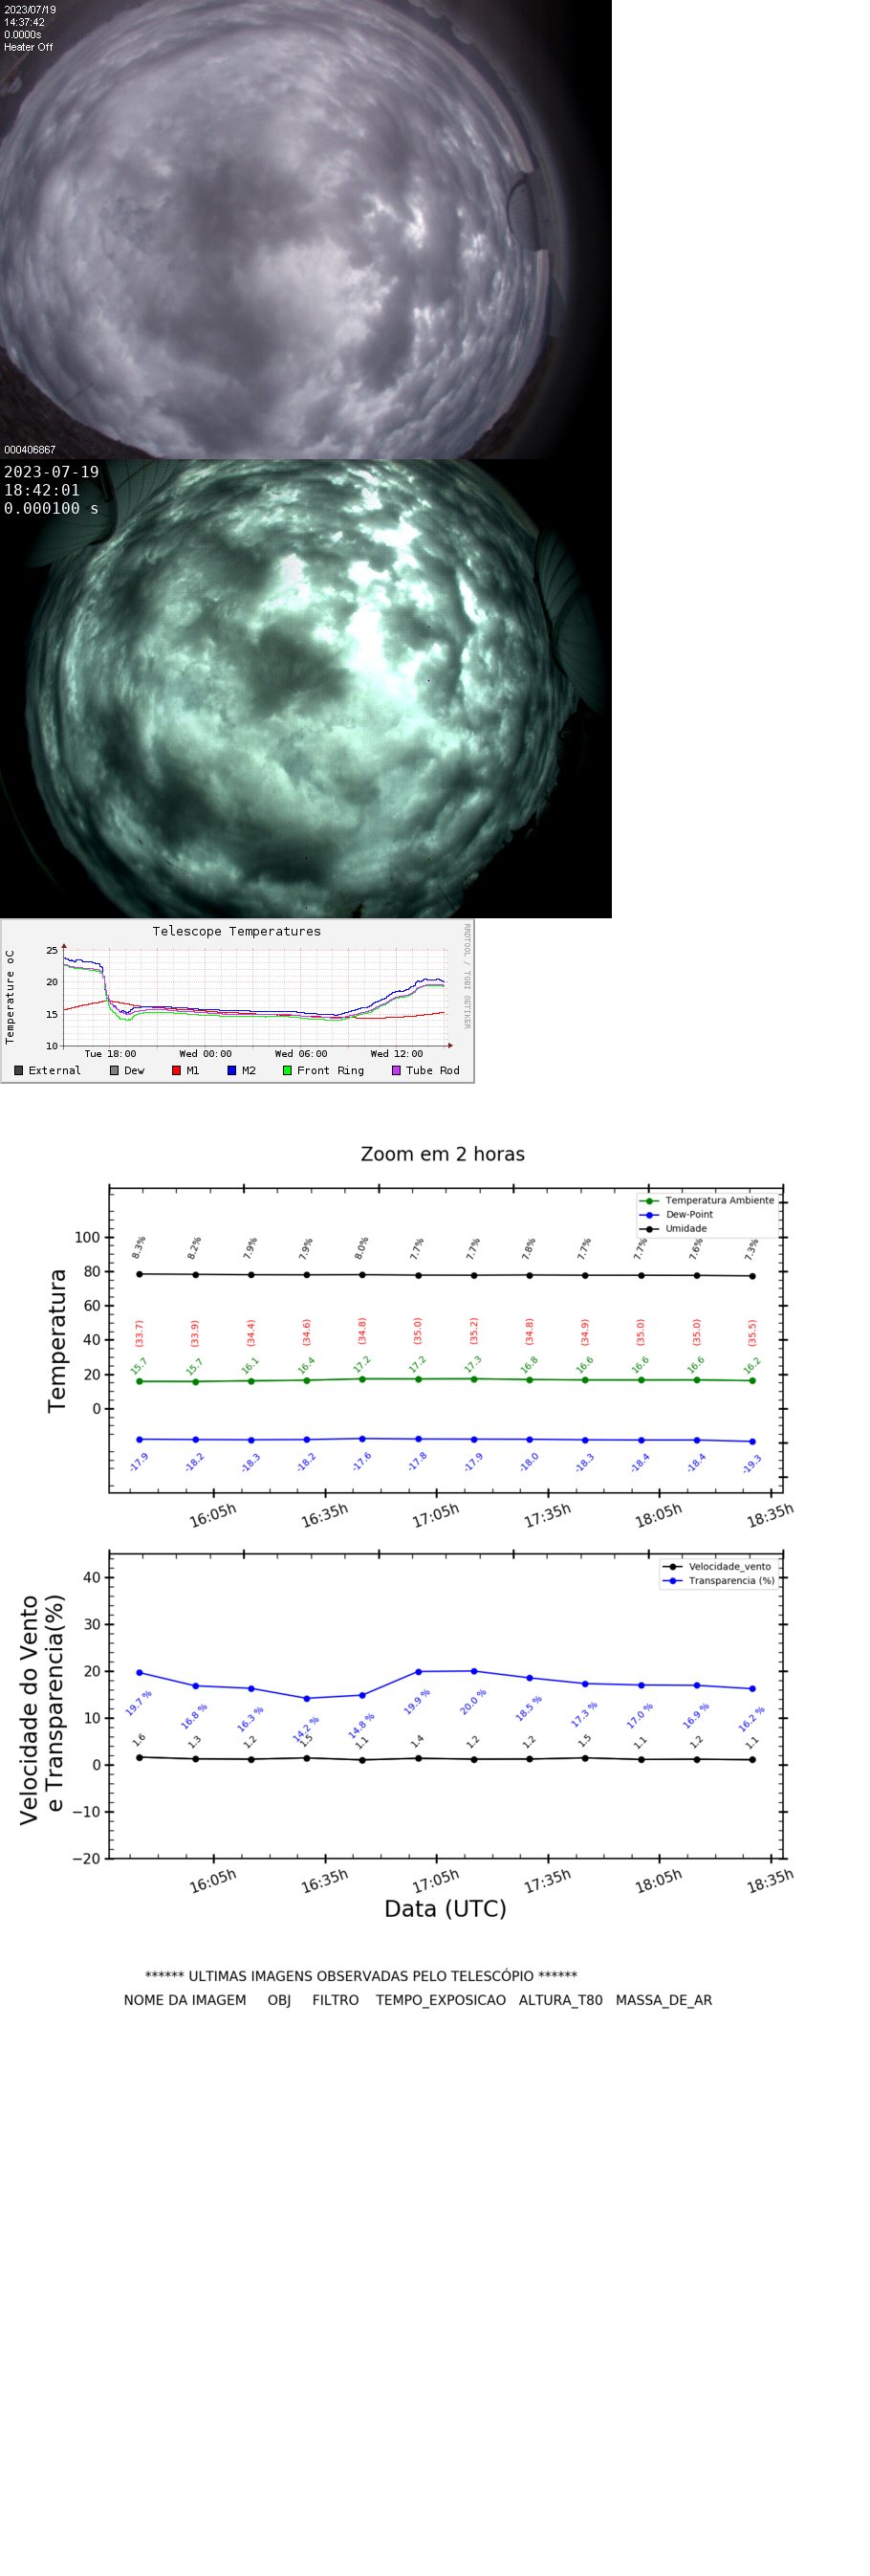 2023/07/19
14:37:42
0.0000s
Heater Off
000406867
2023-07-19
18:42:01
0.000100 s
Telescope Temperatures
RRDTOOL / TOBI OETIKER
Temperature oC
25
20
15
10
Tue 18:00 Wed 00:00 Wed 06:00 Wed 12:00
External Dew M1 M2 Front Ring Tube Rod
Zoom em 2 horas
Temperatura
100
80
60
40
20
0
Temperatura Ambiente
Dew-Point
Umidade
8.3% 8.2% 7.9% 7.9% 8.0% 7.7% 7.7% 7.8% 7.7% 7.7% 7.6% 7.3%
(33.7) (33.9) (34.4) (34.6) (34.8) (35.0) (35.2) (34.8) (34.9) (35.0) (35.0) (35.5)
15.7 15.7 16.1 16.4 17.2 17.2 17.3 16.8 16.6 16.6 16.6 16.2
-17.9 -18.2 -18.3 -18.2 -17.6 -17.8 -17.9 -18.0 -18.3 -18.4 -18.4 -19.3
16:05h 16:35h 17:05h 17:35h 18:05h 18:35h
Velocidade do Vento
e Transparencia(%)
40
30
20
10
0
−10
−20
Velocidade_vento
Transparencia (%)
19.7 % 16.8 % 16.3 % 14.2 % 14.8 % 19.9 % 20.0 % 18.5 % 17.3 % 17.0 % 16.9 % 16.2 %
1.6 1.3 1.2 1.5 1.1 1.4 1.2 1.2 1.5 1.1 1.2 1.1
16:05h 16:35h 17:05h 17:35h 18:05h 18:35h
Data (UTC)
****** ULTIMAS IMAGENS OBSERVADAS PELO TELESCÓPIO ******
NOME DA IMAGEM OBJ FILTRO TEMPO_EXPOSICAO ALTURA_T80 MASSA_DE_AR